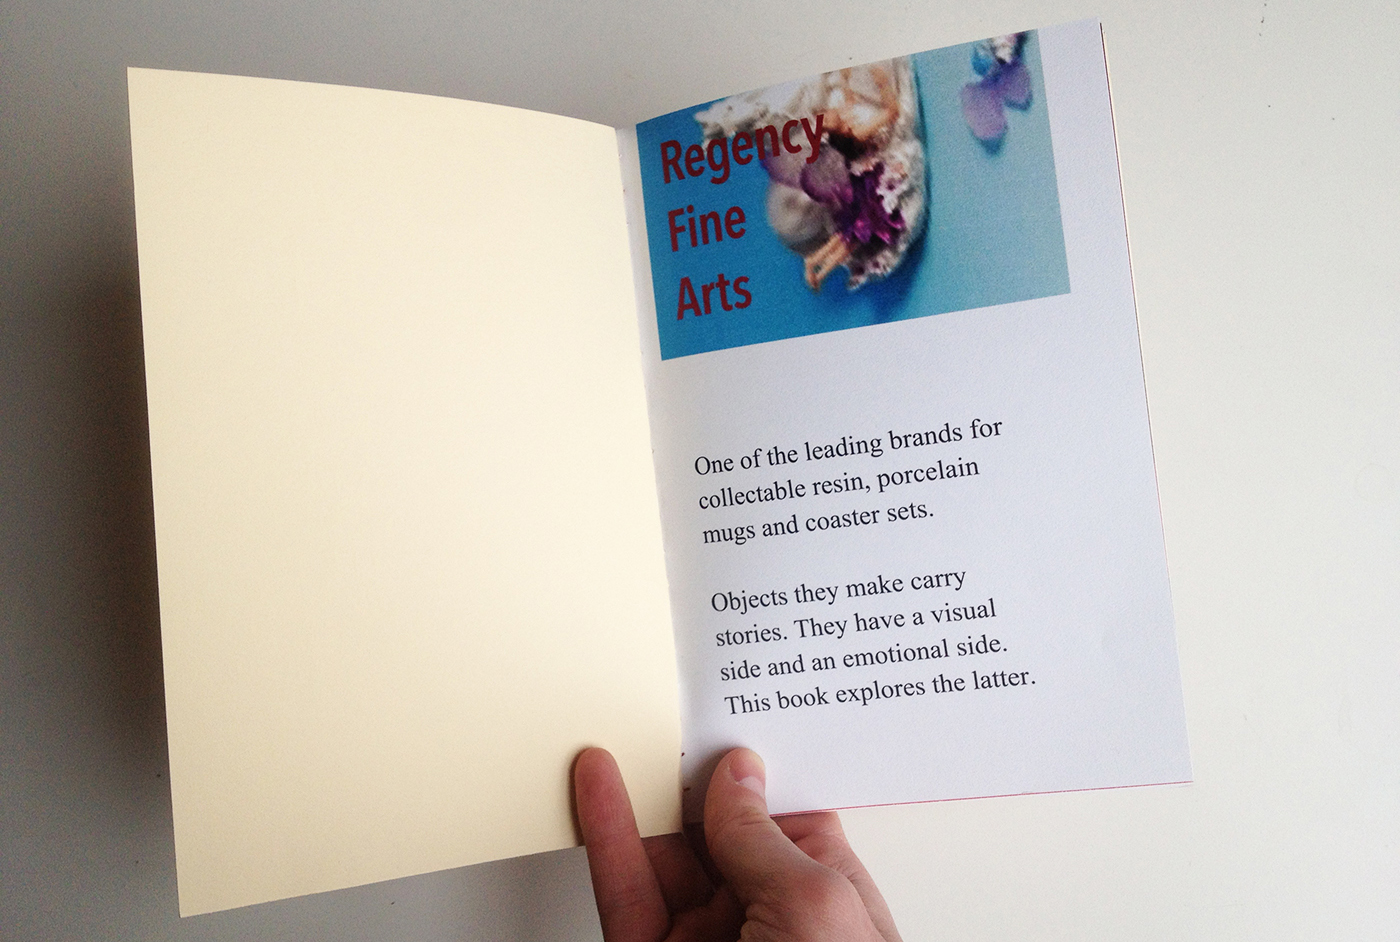 Regency
Fine
Arts
One of the leading brands for
collectable resin, porcelain
mugs and coaster sets.
Objects they make carry
stories. They have a visual
side and an emotional side.
This book explores the latter.